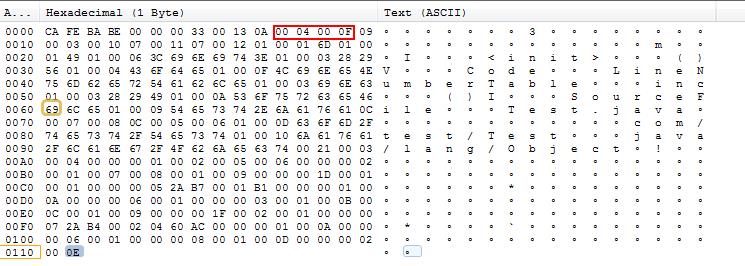 A... Hexadecimal (1 Byte) Text (ASCII)
0000 CA FE BA BE 00 00 00 33 00 13 0A 00 04 00 0F 09 ° ° ° ° ° ° ° 3 ° ° ° ° ° ° ° °
0010 00 03 00 10 07 00 11 07 00 12 01 00 01 6D 01 00 ° ° ° ° ° ° ° ° ° ° ° ° ° m ° °
0020 01 49 01 00 06 3C 69 6E 69 74 3E 01 00 03 28 29 ° I ° ° ° < i n i t > ° ° ° ( )
0030 56 01 00 04 43 6F 64 65 01 00 0F 4C 69 6E 65 4E V ° ° ° C o d e ° ° ° L i n e N
0040 75 6D 62 65 72 54 61 62 6C 65 01 00 03 69 6E 63 u m b e r T a b l e ° ° ° i n c
0050 01 00 03 28 29 49 01 00 0A 53 6F 75 72 63 65 46 ° ° ° ( ) I ° ° ° S o u r c e F
0060 69 6C 65 01 00 09 54 65 73 74 2E 6A 61 76 61 0C i l e ° ° ° T e s t . j a v a °
0070 00 07 00 08 0C 00 05 00 06 01 00 0D 63 6F 6D 2F ° ° ° ° ° ° ° ° ° ° ° ° c o m /
0080 74 65 73 74 2F 54 65 73 74 01 00 10 6A 61 76 61 t e s t / T e s t ° ° ° j a v a
0090 2F 6C 61 6E 67 2F 4F 62 6A 65 63 74 00 21 00 03 / l a n g / O b j e c t ° ! ° °
00A0 00 04 00 00 00 01 00 02 00 05 00 06 00 00 00 02 ° ° ° ° ° ° ° ° ° ° ° ° ° ° ° °
00B0 00 01 00 07 00 08 00 01 00 09 00 00 00 1D 00 01 ° ° ° ° ° ° ° ° ° ° ° ° ° ° ° °
00C0 00 01 00 00 00 05 2A B7 00 01 B1 00 00 00 01 00 ° ° ° ° ° ° * ° ° ° ° ° ° ° ° °
00D0 0A 00 00 00 06 00 01 00 00 00 03 00 01 00 0B 00 ° ° ° ° ° ° ° ° ° ° ° ° ° ° ° °
00E0 0C 00 01 00 09 00 00 00 1F 00 02 00 01 00 00 00 ° ° ° ° ° ° ° ° ° ° ° ° ° ° ° °
00F0 07 2A B4 00 02 04 60 AC 00 00 00 01 00 0A 00 00 ° * ° ° ° ° ` ° ° ° ° ° ° ° ° °
0100 00 06 00 01 00 00 00 08 00 01 00 0D 00 00 00 02 ° ° ° ° ° ° ° ° ° ° ° ° ° ° ° °
0110 00 0E ° °